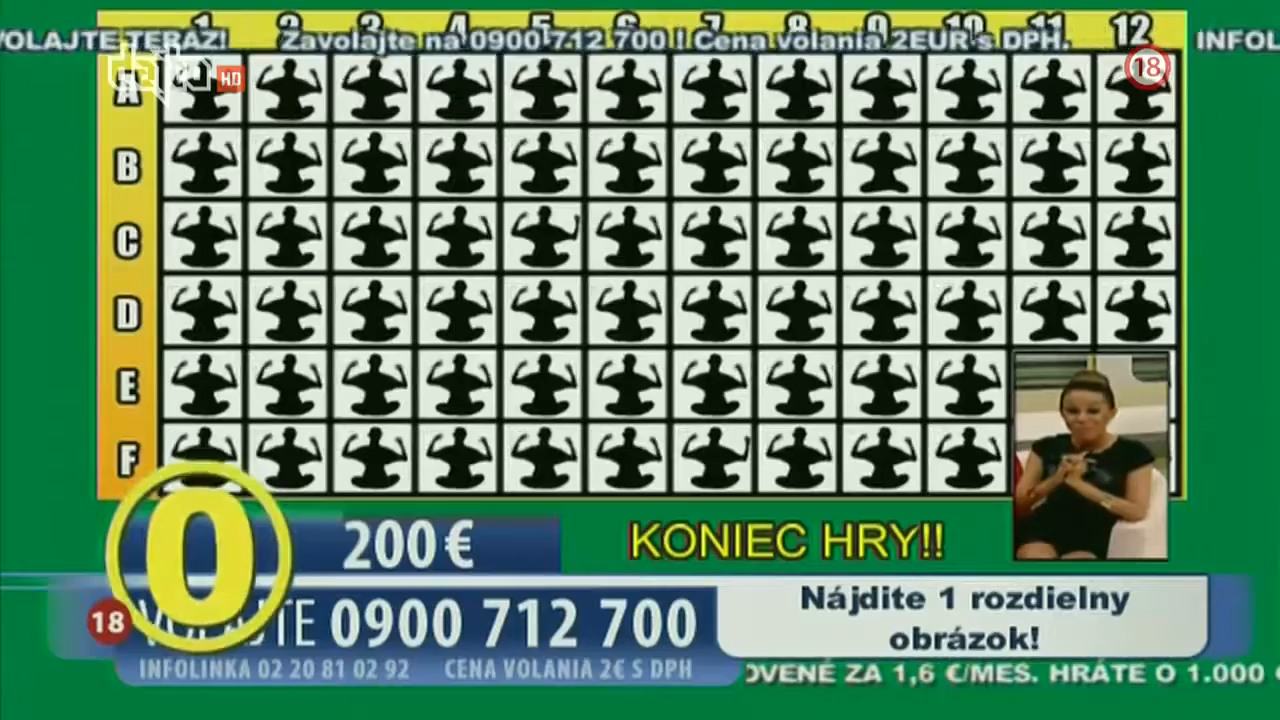 1 2 3 4 5 6 7 8 9 10 11 12
VOLAJTE TERAZ! Zavolajte na 0900 712 700 ! Cena volania 2EUR s DPH. INFOL
HD
18
A
B
C
D
E
F
0
200 €
KONIEC HRY!!
18
0900 712 700
Nájdite 1 rozdielny
obrázok!
INFOLINKA 02 20 81 02 92 CENA VOLANIA 2€ S DPH
OVENÉ ZA 1,6 €/MES. HRÁTE O 1.000 €